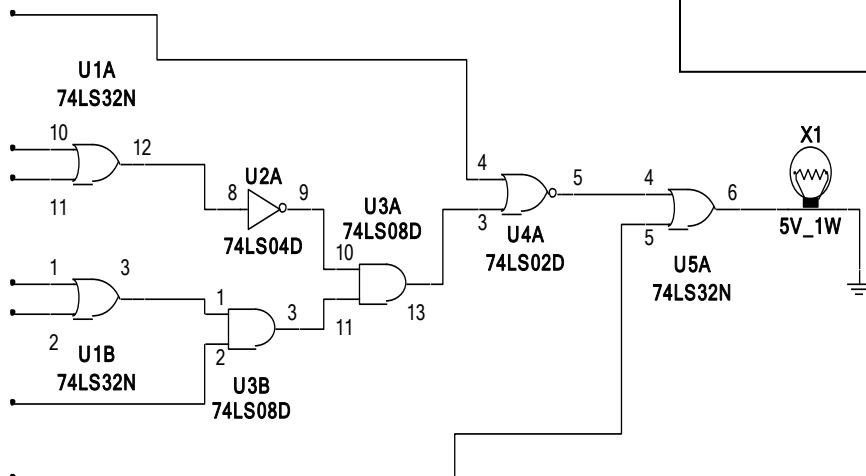 U1A
74LS32N
10
12
11
U2A
8
9
74LS04D
U3A
74LS08D
10
11
13
1
3
2
U1B
74LS32N
1
3
2
U3B
74LS08D
4
5
3
U4A
74LS02D
4
6
5
U5A
74LS32N
X1
5V_1W